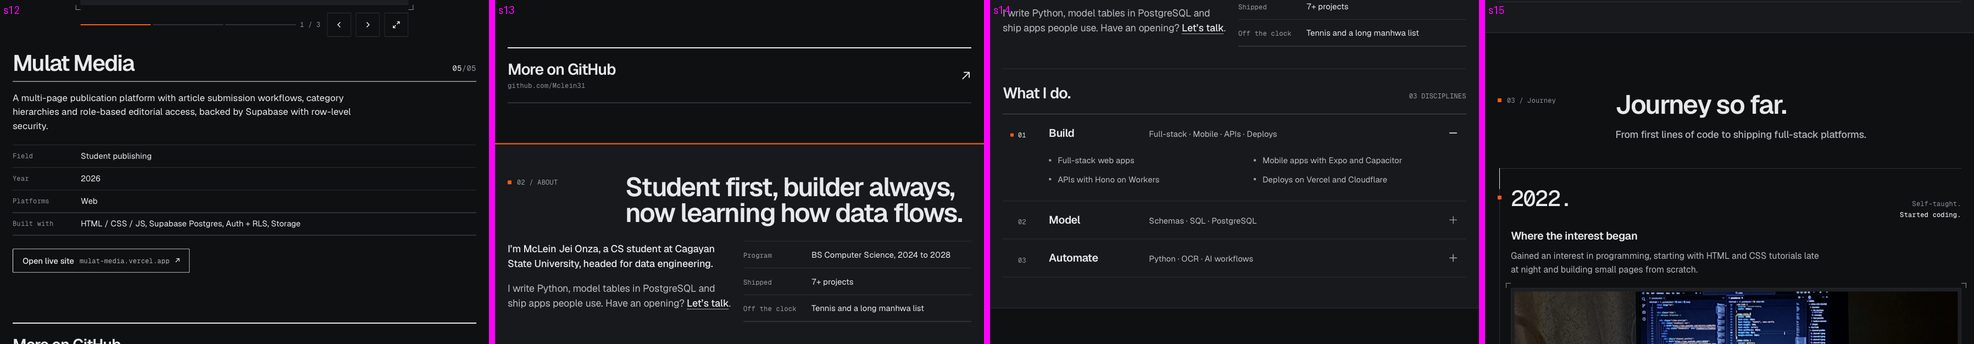 s12
1 / 3
Mulat Media
05/05
A multi-page publication platform with article submission workflows, category
hierarchies and role-based editorial access, backed by Supabase with row-level
security.
Field Student publishing
Year 2026
Platforms Web
Built with HTML / CSS / JS, Supabase Postgres, Auth + RLS, Storage
Open live site mulat-media.vercel.app ↗
More on GitHub
s13
More on GitHub
github.com/Mclein31
02 / ABOUT
Student first, builder always,
now learning how data flows.
I'm McLein Jei Onza, a CS student at Cagayan
State University, headed for data engineering.
I write Python, model tables in PostgreSQL and
ship apps people use. Have an opening? Let's talk.
Program BS Computer Science, 2024 to 2028
Shipped 7+ projects
Off the clock Tennis and a long manhwa list
s14
I write Python, model tables in PostgreSQL and
ship apps people use. Have an opening? Let's talk.
Shipped 7+ projects
Off the clock Tennis and a long manhwa list
What I do.
03 DISCIPLINES
01 Build Full-stack · Mobile · APIs · Deploys
• Full-stack web apps
• Mobile apps with Expo and Capacitor
• APIs with Hono on Workers
• Deploys on Vercel and Cloudflare
02 Model Schemas · SQL · PostgreSQL
03 Automate Python · OCR · AI workflows
s15
03 / Journey
Journey so far.
From first lines of code to shipping full-stack platforms.
2022.
Self-taught.
Started coding.
Where the interest began
Gained an interest in programming, starting with HTML and CSS tutorials late
at night and building small pages from scratch.